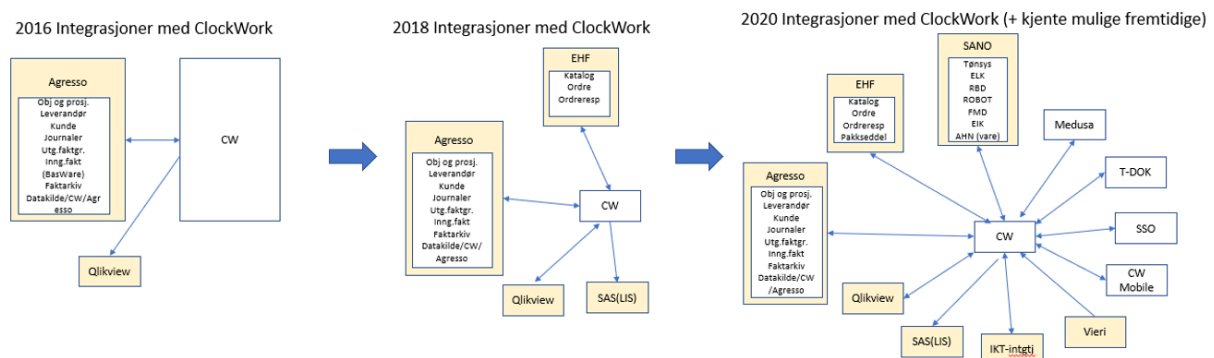 2016 Integrasjoner med ClockWork
Agresso
Obj og prosj.
Leverandør
Kunde
Journaler
Utg.faktgr.
Inng.fakt
(BasWare)
Faktarkiv
Datakilde/CW/Agr
esso
CW
Qlikview
2018 Integrasjoner med ClockWork
EHF
Katalog
Ordre
Ordreresp
Agresso
Obj og prosj.
Leverandør
Kunde
Journaler
Utg.faktgr.
Inng.fakt
Faktarkiv
Datakilde/CW/
Agresso
CW
Qlikview
SAS(LIS)
2020 Integrasjoner med ClockWork (+ kjente mulige fremtidige)
SANO
Tønsys
ELK
RBD
ROBOT
FMD
EIK
AHN (vare)
EHF
Katalog
Ordre
Ordreresp
Pakkseddel
Medusa
T-DOK
Agresso
Obj og prosj.
Leverandør
Kunde
Journaler
Utg.faktgr.
Inng.fakt
Faktarkiv
Datakilde/CW
/Agresso
CW
SSO
CW
Mobile
Qlikview
SAS(LIS)
IKT-intgtj
Vieri